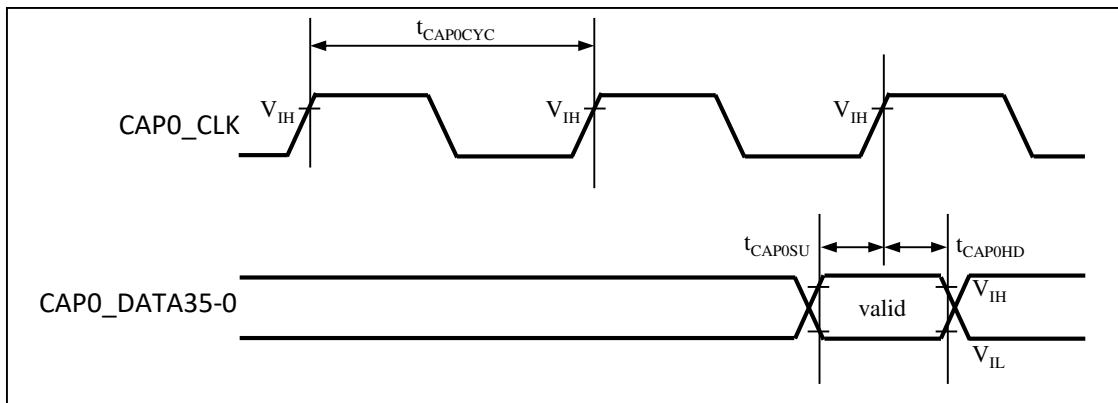 tCAP0CYC
VIH VIH VIH
CAP0_CLK
tCAP0SU tCAP0HD
CAP0_DATA35-0 valid VIH
VIL